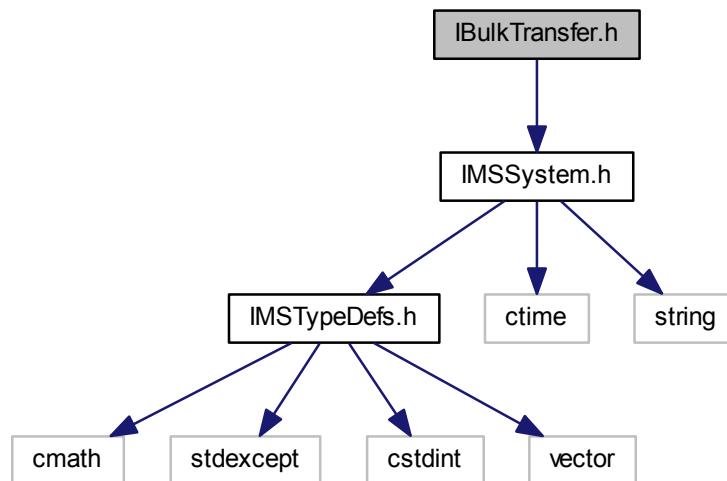 IBulkTransfer.h
IMSSystem.h
IMSTypeDefs.h
ctime
string
cmath
stdexcept
cstdint
vector